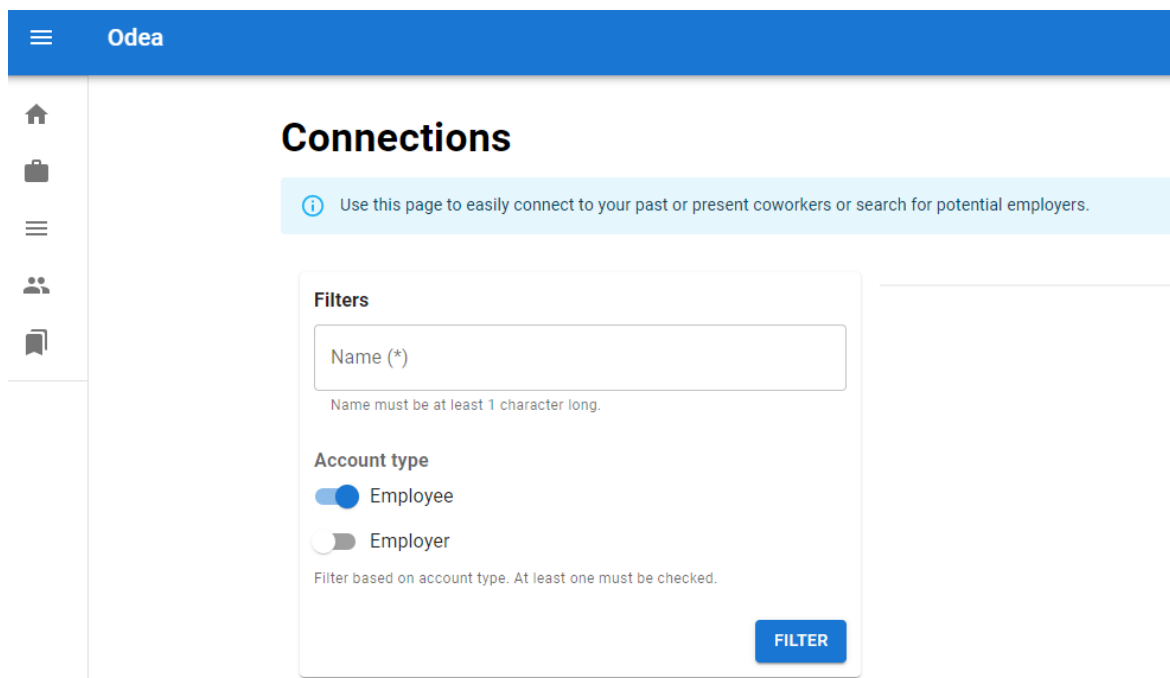 Odea
Connections
Use this page to easily connect to your past or present coworkers or search for potential employers.
Filters
Name (*)
Name must be at least 1 character long.
Account type
Employee
Employer
Filter based on account type. At least one must be checked.
FILTER